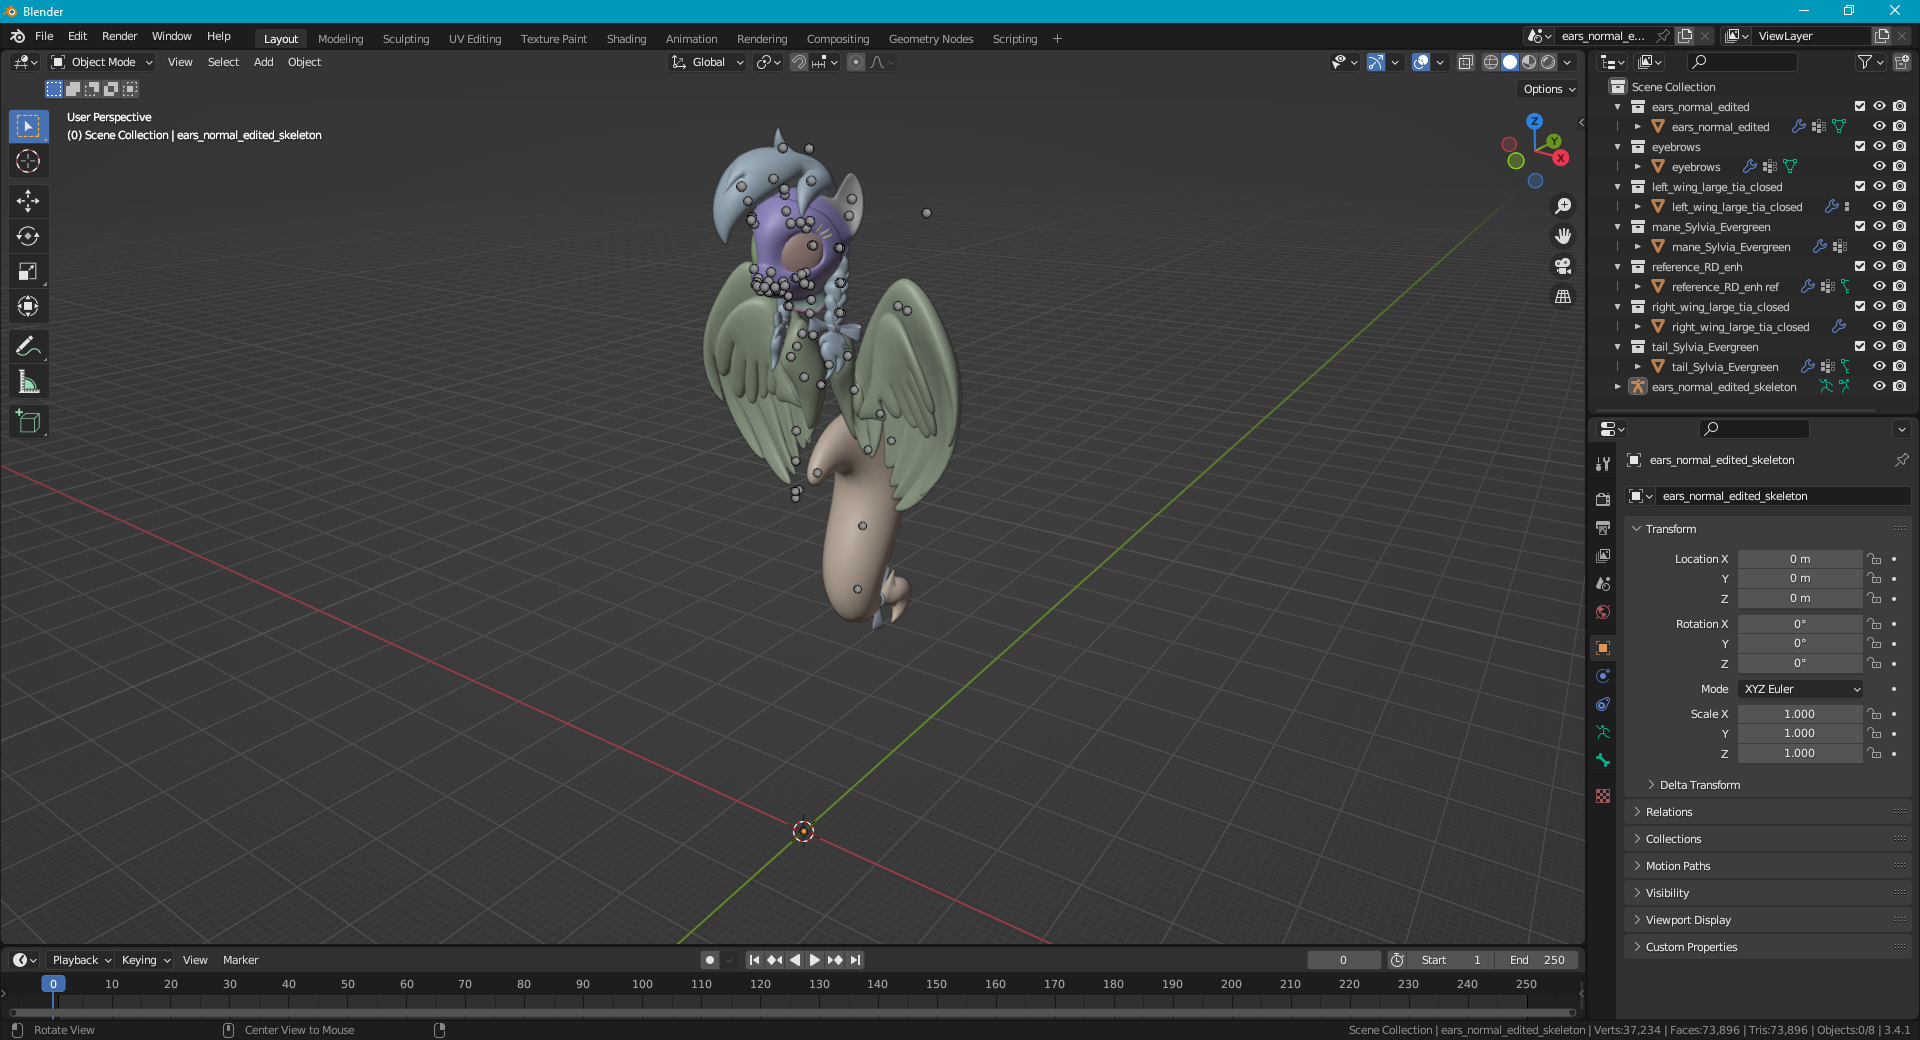 Blender
File Edit Render Window Help Layout Modeling Sculpting UV Editing Texture Paint Shading Animation Rendering Compositing Geometry Nodes Scripting + ears_normal_e... ViewLayer
Object Mode View Select Add Object Global
Options
User Perspective
(0) Scene Collection | ears_normal_edited_skeleton
Z
Y
X
Scene Collection
ears_normal_edited
ears_normal_edited
eyebrows
eyebrows
left_wing_large_tia_closed
left_wing_large_tia_closed
mane_Sylvia_Evergreen
mane_Sylvia_Evergreen
reference_RD_enh
reference_RD_enh ref
right_wing_large_tia_closed
right_wing_large_tia_closed
tail_Sylvia_Evergreen
tail_Sylvia_Evergreen
ears_normal_edited_skeleton
ears_normal_edited_skeleton
ears_normal_edited_skeleton
Transform
Location X 0 m
Y 0 m
Z 0 m
Rotation X 0°
Y 0°
Z 0°
Mode XYZ Euler
Scale X 1.000
Y 1.000
Z 1.000
Delta Transform
Relations
Collections
Motion Paths
Visibility
Viewport Display
Custom Properties
Playback Keying View Marker 0 Start 1 End 250
0 10 20 30 40 50 60 70 80 90 100 110 120 130 140 150 160 170 180 190 200 210 220 230 240 250
Rotate View Center View to Mouse Scene Collection | ears_normal_edited_skeleton | Verts:37,234 | Faces:73,896 | Tris:73,896 | Objects:0/8 | 3.4.1